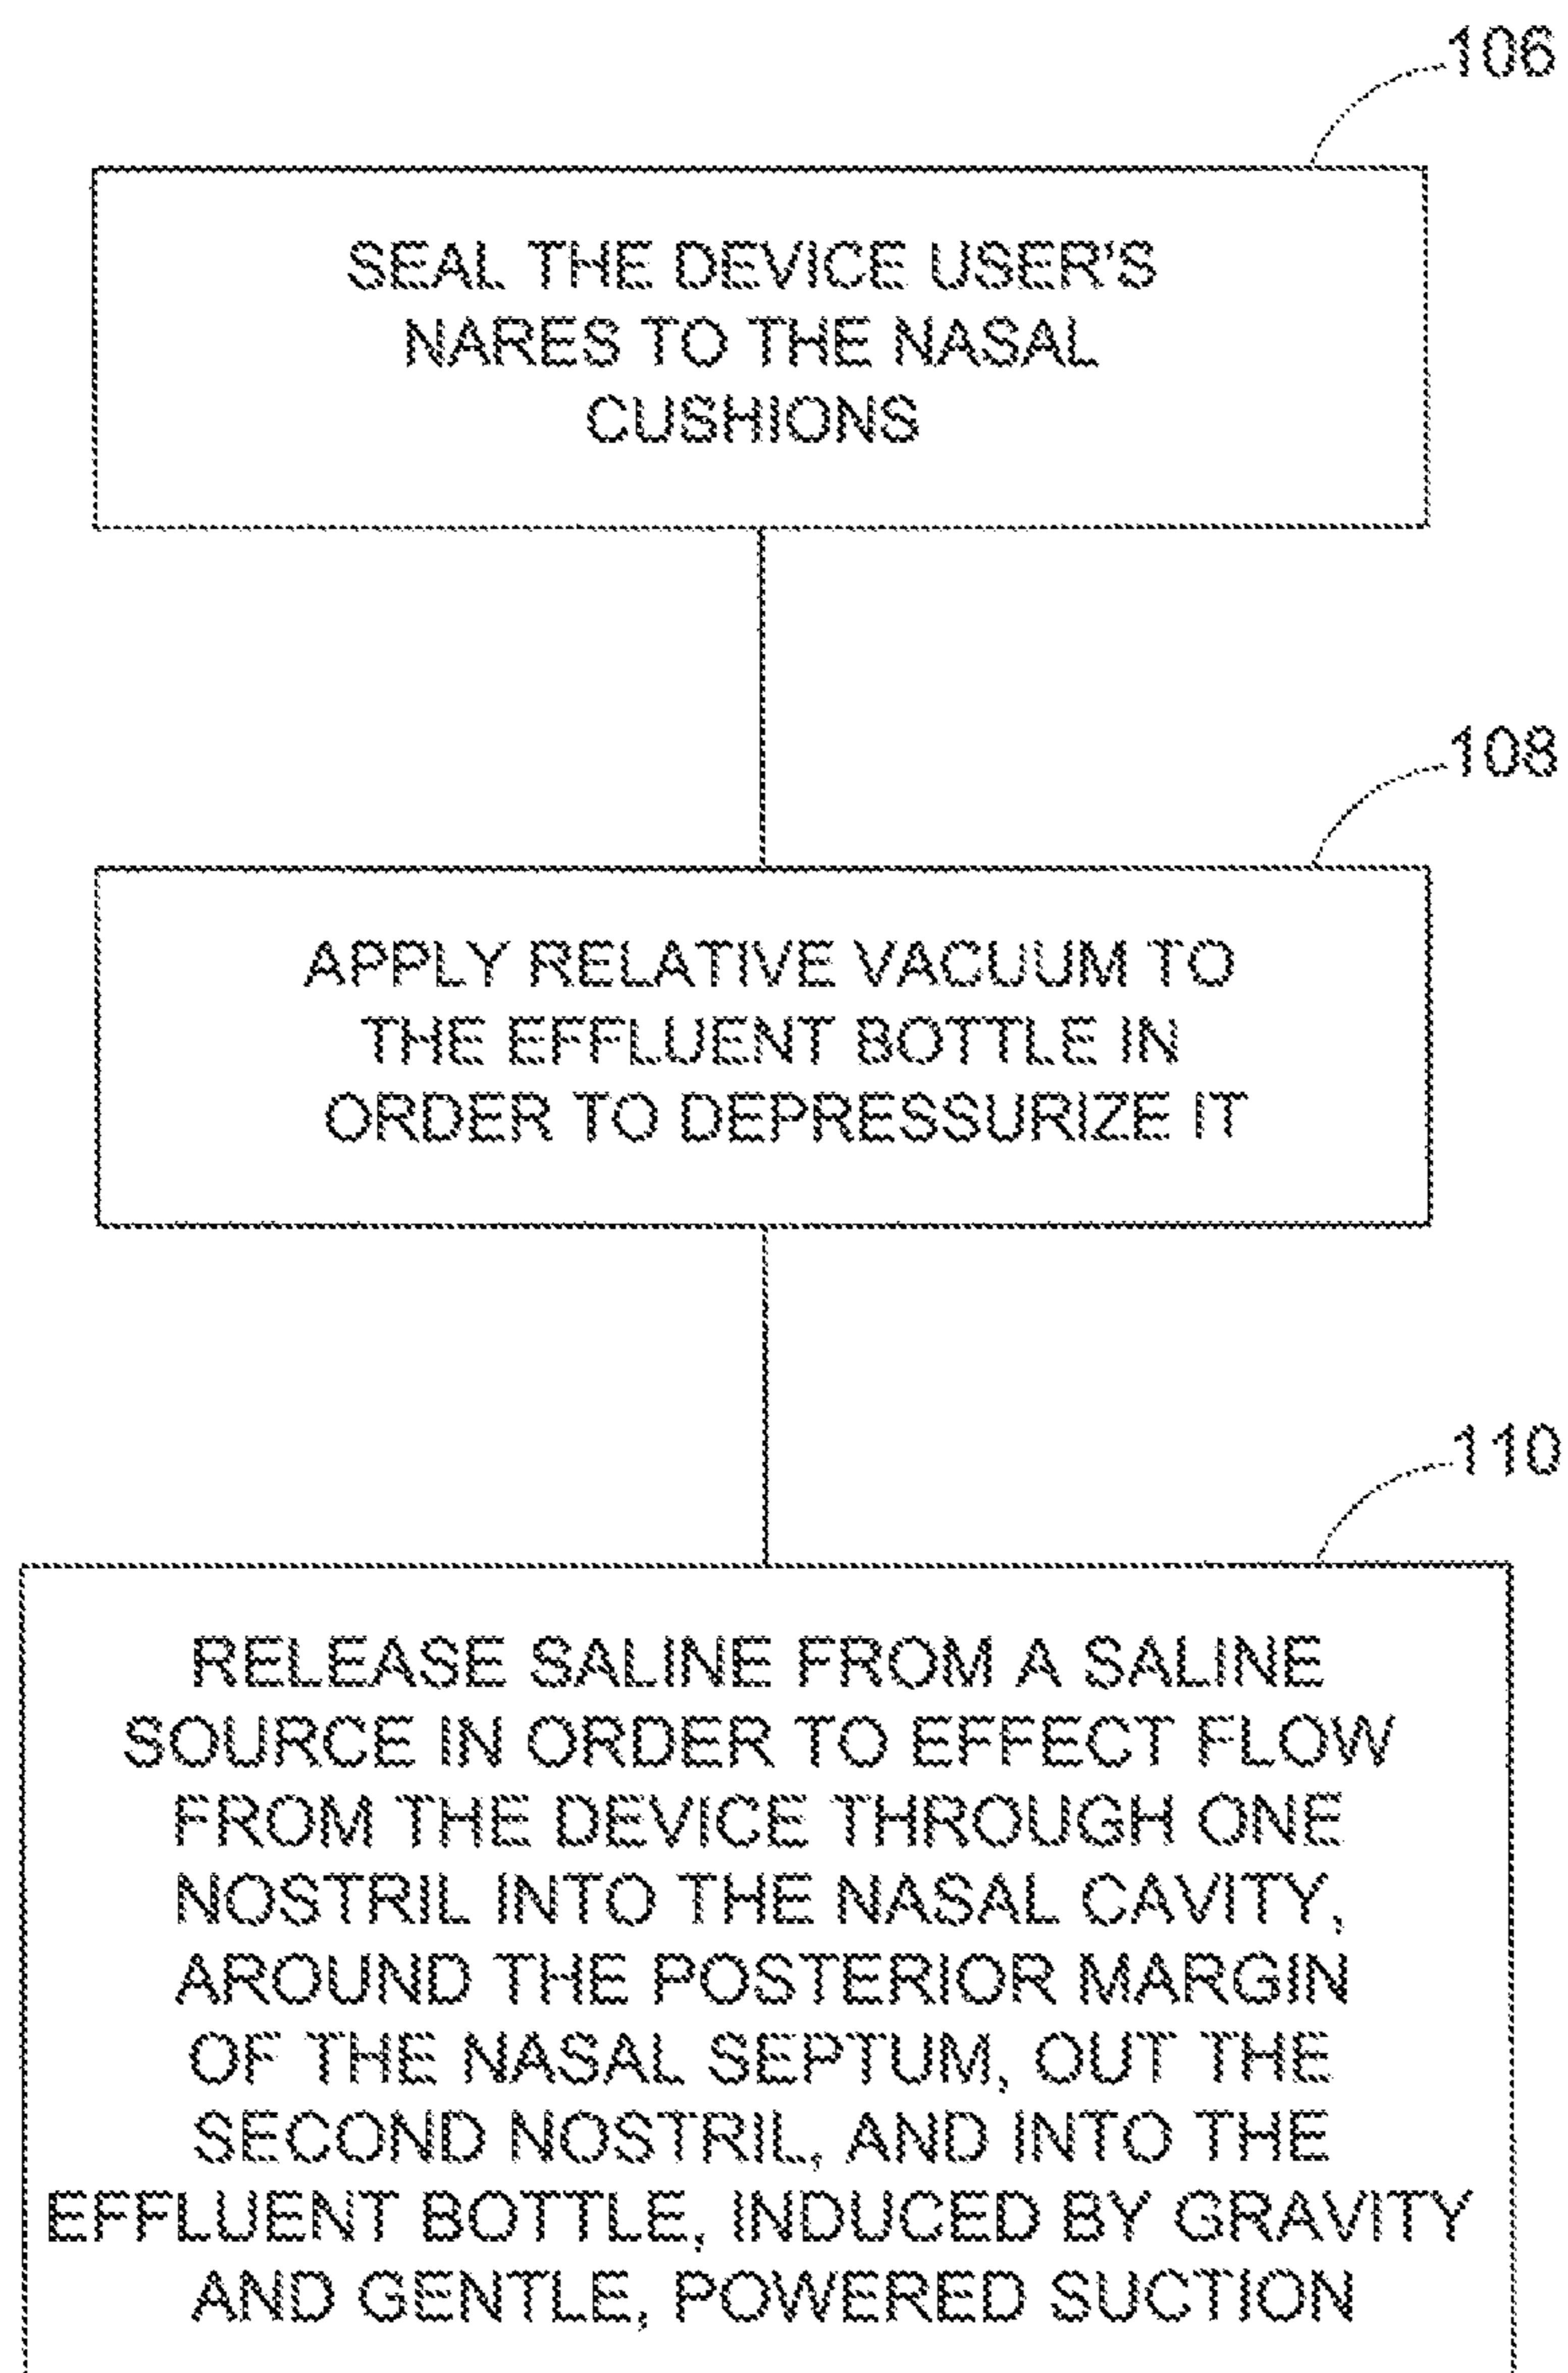 106
SEAL THE DEVICE USER'S
NARES TO THE NASAL
CUSHIONS
108
APPLY RELATIVE VACUUM TO
THE EFFLUENT BOTTLE IN
ORDER TO DEPRESSURIZE IT
110
RELEASE SALINE FROM A SALINE
SOURCE IN ORDER TO EFFECT FLOW
FROM THE DEVICE THROUGH ONE
NOSTRIL INTO THE NASAL CAVITY,
AROUND THE POSTERIOR MARGIN
OF THE NASAL SEPTUM, OUT THE
SECOND NOSTRIL, AND INTO THE
EFFLUENT BOTTLE, INDUCED BY GRAVITY
AND GENTLE, POWERED SUCTION